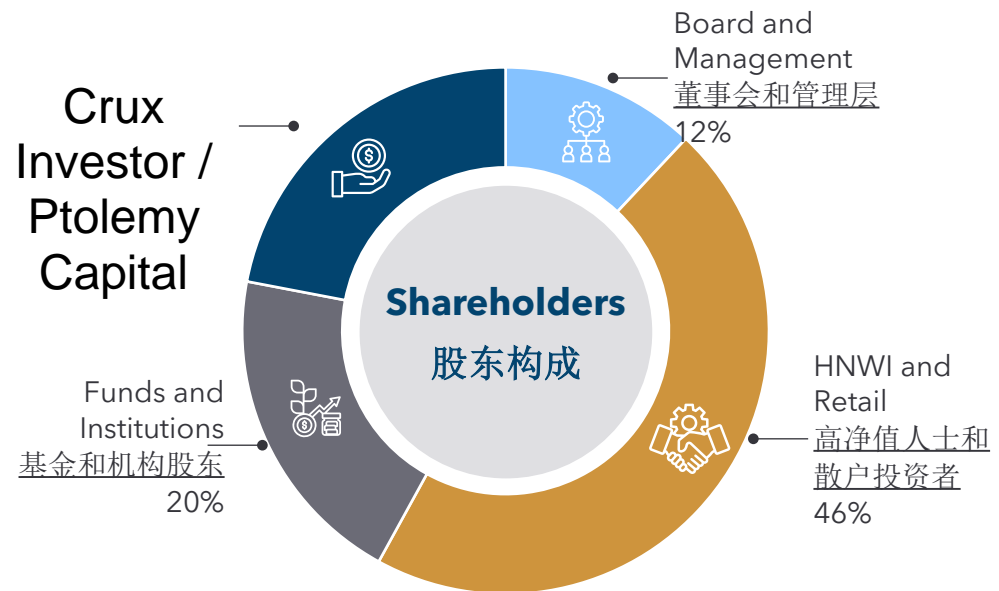 Board and
Management
董事会和管理层
12%
Crux
Investor /
Ptolemy
Capital
Shareholders
股东构成
HNWI and
Retail
高净值人士和
散户投资者
46%
Funds and
Institutions
基金和机构股东
20%